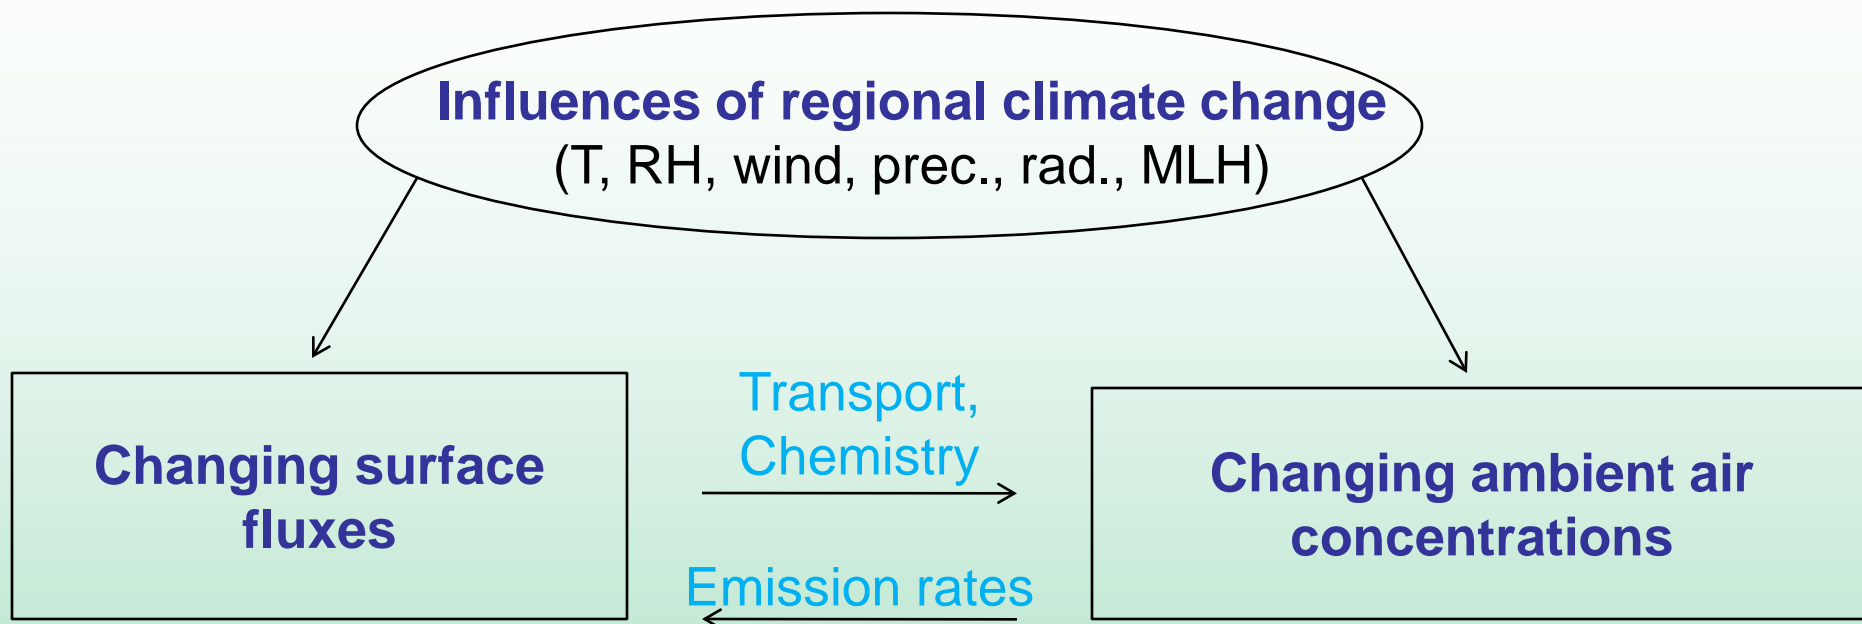 Influences of regional climate change
(T, RH, wind, prec., rad., MLH)
Transport,
Chemistry
Changing surface
fluxes
Changing ambient air
concentrations
Emission rates